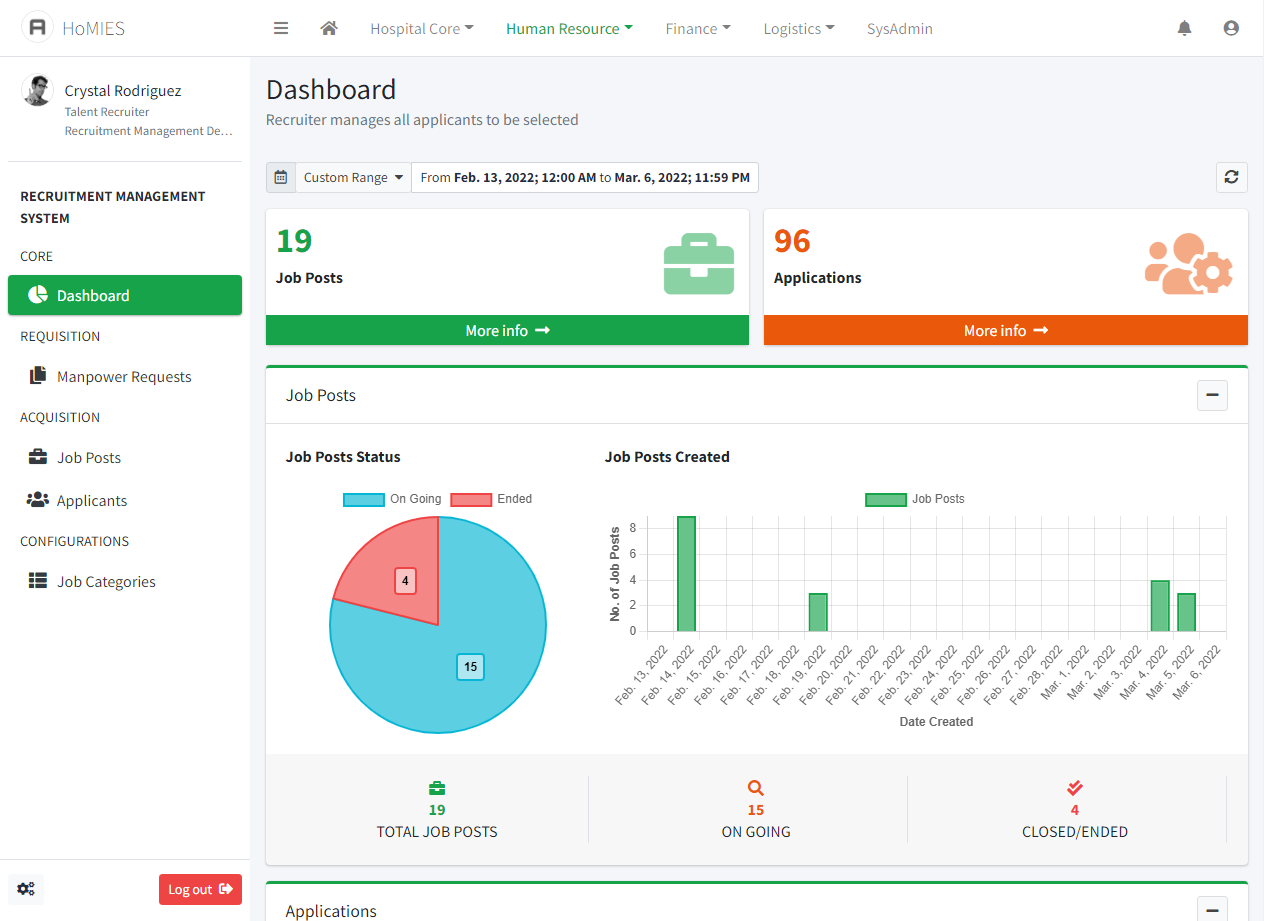 HoMIES
Hospital Core
Human Resource
Finance
Logistics
SysAdmin
Crystal Rodriguez
Talent Recruiter
Recruitment Management De…
RECRUITMENT MANAGEMENT
SYSTEM
CORE
Dashboard
REQUISITION
Manpower Requests
ACQUISITION
Job Posts
Applicants
CONFIGURATIONS
Job Categories
Log out
Dashboard
Recruiter manages all applicants to be selected
Custom Range
From Feb. 13, 2022; 12:00 AM to Mar. 6, 2022; 11:59 PM
19
Job Posts
More info
96
Applications
More info
Job Posts
Job Posts Status
On Going
Ended
4
15
Job Posts Created
Job Posts
No. of Job Posts
8
6
4
2
0
Feb. 13, 2022
Feb. 14, 2022
Feb. 15, 2022
Feb. 16, 2022
Feb. 17, 2022
Feb. 18, 2022
Feb. 19, 2022
Feb. 20, 2022
Feb. 21, 2022
Feb. 22, 2022
Feb. 23, 2022
Feb. 24, 2022
Feb. 25, 2022
Feb. 26, 2022
Feb. 27, 2022
Feb. 28, 2022
Mar. 1, 2022
Mar. 2, 2022
Mar. 3, 2022
Mar. 4, 2022
Mar. 5, 2022
Mar. 6, 2022
Date Created
19
TOTAL JOB POSTS
15
ON GOING
4
CLOSED/ENDED
Applications